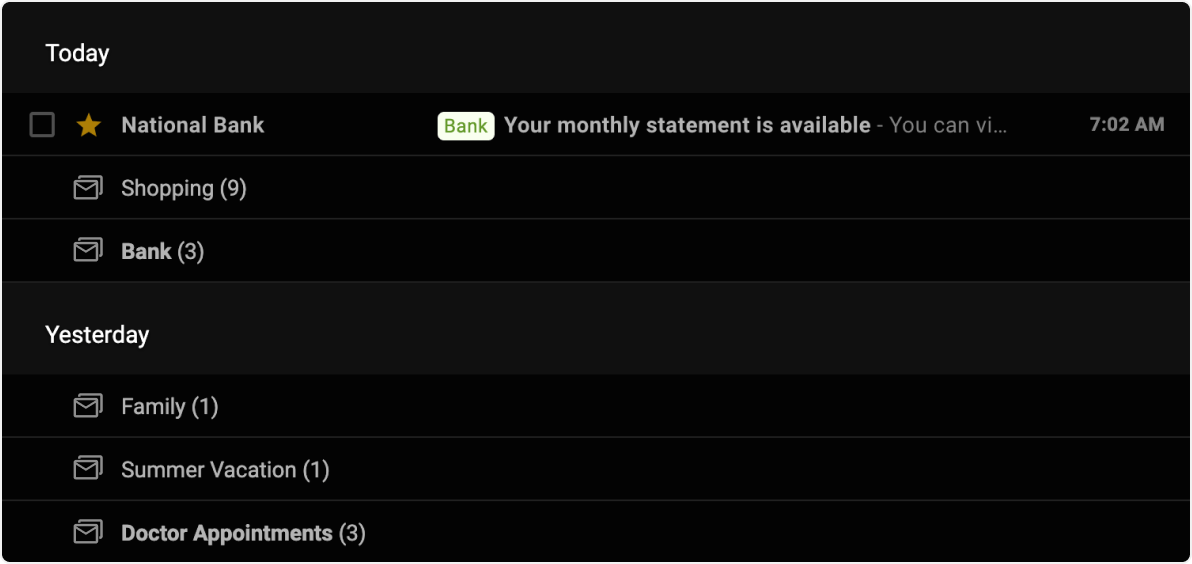 Today
National Bank Bank Your monthly statement is available - You can vi... 7:02 AM
Shopping (9)
Bank (3)
Yesterday
Family (1)
Summer Vacation (1)
Doctor Appointments (3)